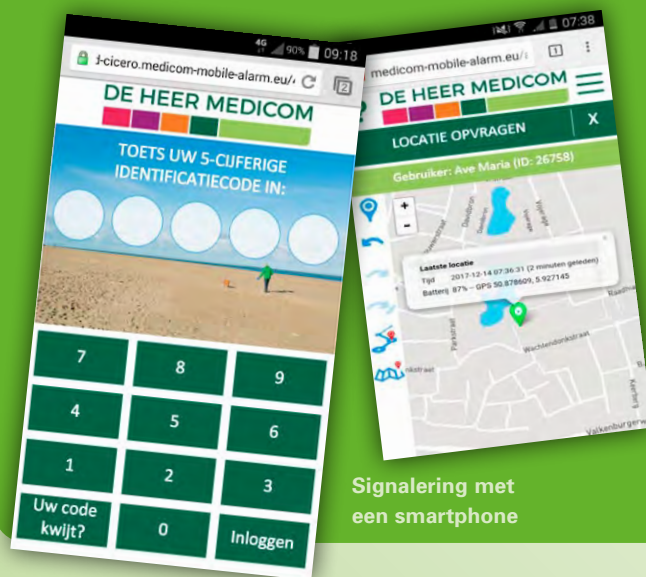 4G 90% 09:18
l-cicero.medicom-mobile-alarm.eu/
2
DE HEER MEDICOM
TOETS UW 5-CIJFERIGE
IDENTIFICATIECODE IN:
7 8 9
4 5 6
1 2 3
Uw code
kwijt?
0
Inloggen
07:38
medicom-mobile-alarm.eu/
1
DE HEER MEDICOM
LOCATIE OPVRAGEN X
Gebruiker: Ave Maria (ID: 26758)
+
-
Laatste locatie
Tijd 2017-12-14 07:36:31 (2 minuten geleden)
Batterij 87% – GPS 50.878609, 5.927145
Parkstraat
Wachtendonkstraat
nkstraat
Signalering met
een smartphone